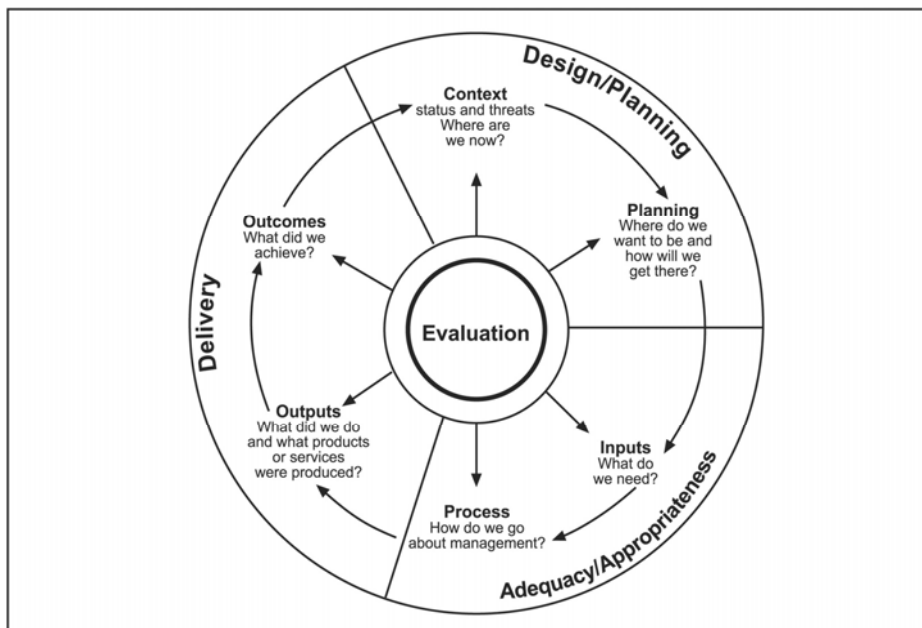 Design/Planning
Context
status and threats
Where are
we now?
Planning
Where do we
want to be and
how will we
get there?
Outcomes
What did we
achieve?
Delivery
Evaluation
Outputs
What did we do
and what products
or services
were produced?
Inputs
What do
we need?
Process
How do we go
about management?
Adequacy/Appropriateness